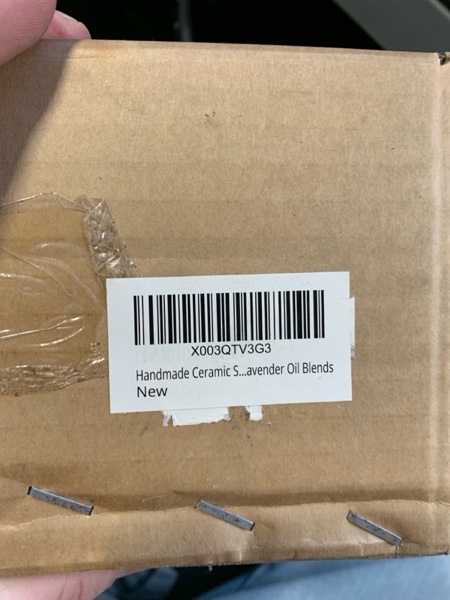 X003QTV3G3
Handmade Ceramic S...avender Oil Blends
New